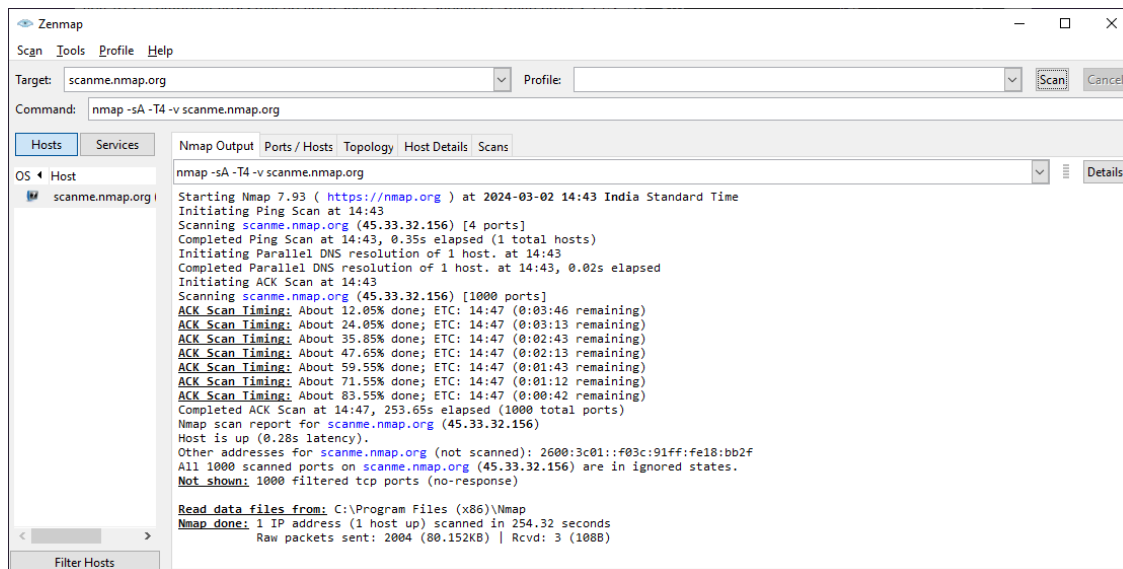 Zenmap
Scan Tools Profile Help
Target: scanme.nmap.org Profile: Scan Cancel
Command: nmap -sA -T4 -v scanme.nmap.org
Hosts Services Nmap Output Ports / Hosts Topology Host Details Scans
nmap -sA -T4 -v scanme.nmap.org Details
OS Host
scanme.nmap.org (
Starting Nmap 7.93 ( https://nmap.org ) at 2024-03-02 14:43 India Standard Time
Initiating Ping Scan at 14:43
Scanning scanme.nmap.org (45.33.32.156) [4 ports]
Completed Ping Scan at 14:43, 0.35s elapsed (1 total hosts)
Initiating Parallel DNS resolution of 1 host. at 14:43
Completed Parallel DNS resolution of 1 host. at 14:43, 0.02s elapsed
Initiating ACK Scan at 14:43
Scanning scanme.nmap.org (45.33.32.156) [1000 ports]
ACK Scan Timing: About 12.05% done; ETC: 14:47 (0:03:46 remaining)
ACK Scan Timing: About 24.05% done; ETC: 14:47 (0:03:13 remaining)
ACK Scan Timing: About 35.85% done; ETC: 14:47 (0:02:43 remaining)
ACK Scan Timing: About 47.65% done; ETC: 14:47 (0:02:13 remaining)
ACK Scan Timing: About 59.55% done; ETC: 14:47 (0:01:43 remaining)
ACK Scan Timing: About 71.55% done; ETC: 14:47 (0:01:12 remaining)
ACK Scan Timing: About 83.55% done; ETC: 14:47 (0:00:42 remaining)
Completed ACK Scan at 14:47, 253.65s elapsed (1000 total ports)
Nmap scan report for scanme.nmap.org (45.33.32.156)
Host is up (0.28s latency).
Other addresses for scanme.nmap.org (not scanned): 2600:3c01::f03c:91ff:fe18:bb2f
All 1000 scanned ports on scanme.nmap.org (45.33.32.156) are in ignored states.
Not shown: 1000 filtered tcp ports (no-response)
Read data files from: C:\Program Files (x86)\Nmap
Nmap done: 1 IP address (1 host up) scanned in 254.32 seconds
Raw packets sent: 2004 (80.152KB) | Rcvd: 3 (108B)
Filter Hosts